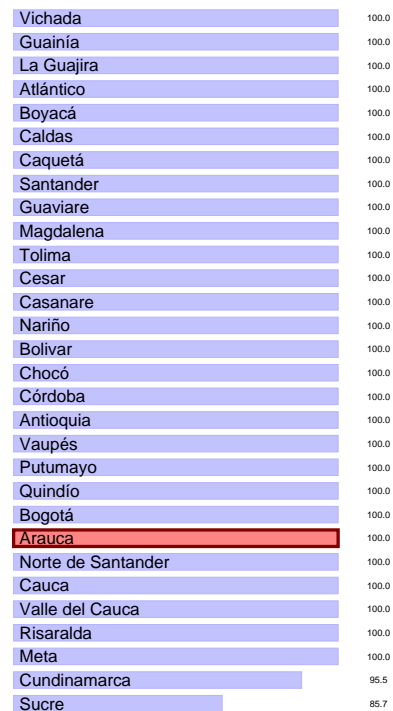 Vichada 100.0
Guainía 100.0
La Guajira 100.0
Atlántico 100.0
Boyacá 100.0
Caldas 100.0
Caquetá 100.0
Santander 100.0
Guaviare 100.0
Magdalena 100.0
Tolima 100.0
Cesar 100.0
Casanare 100.0
Nariño 100.0
Bolivar 100.0
Chocó 100.0
Córdoba 100.0
Antioquia 100.0
Vaupés 100.0
Putumayo 100.0
Quindío 100.0
Bogotá 100.0
Arauca 100.0
Norte de Santander 100.0
Cauca 100.0
Valle del Cauca 100.0
Risaralda 100.0
Meta 100.0
Cundinamarca 95.5
Sucre 85.7